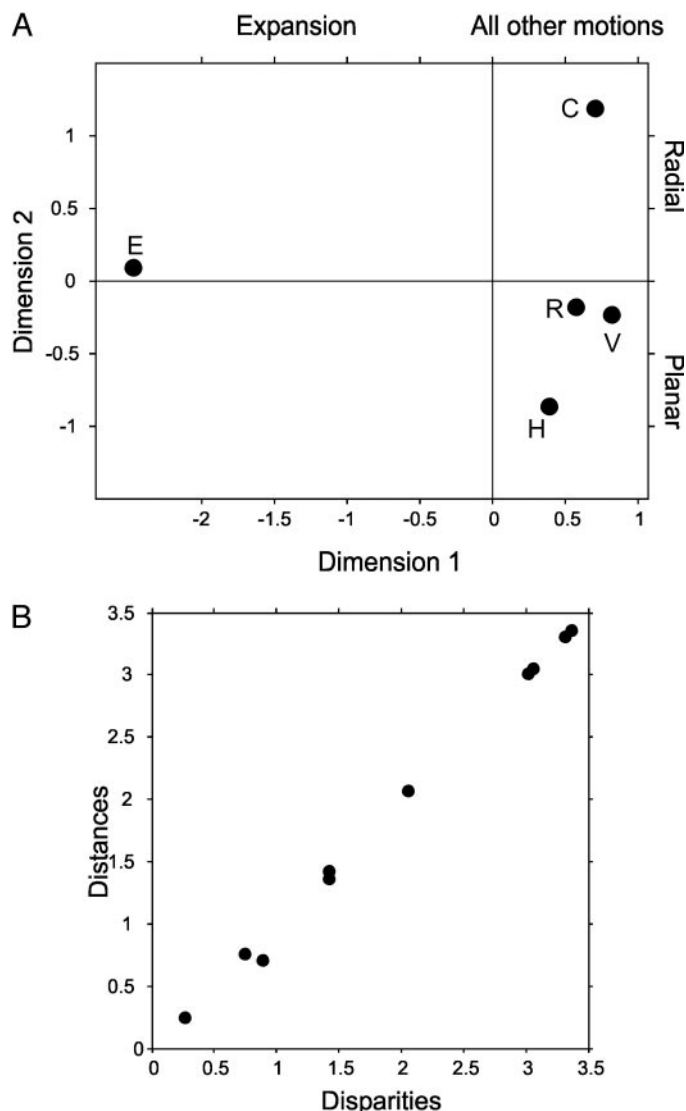 A
Expansion
All other motions
Dimension 2
1
0.5
0
-0.5
-1
C
E
R
V
H
Radial
Planar
-2
-1.5
-1
-0.5
0
0.5
1
Dimension 1
B
Distances
3.5
3
2.5
2
1.5
1
0.5
0
0
0.5
1
1.5
2
2.5
3
3.5
Disparities